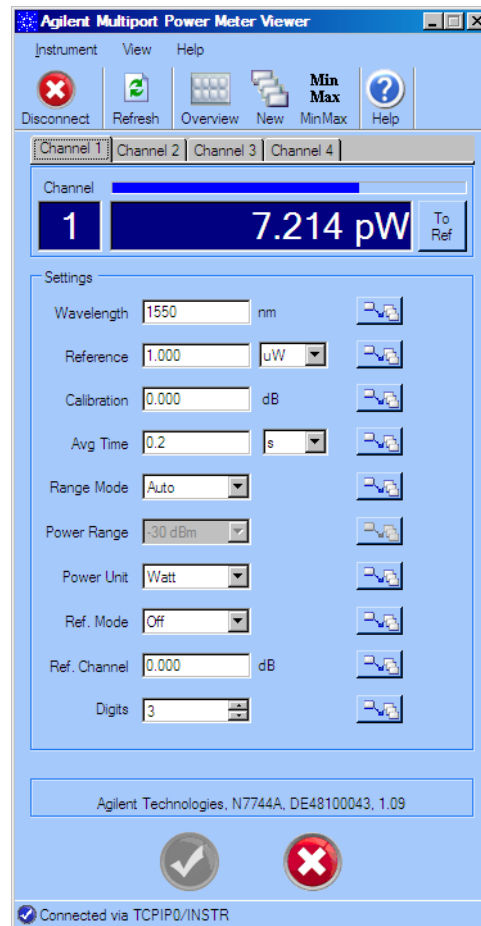 Agilent Multiport Power Meter Viewer
Instrument View Help
Disconnect Refresh Overview New Min Max MinMax Help
Channel 1 Channel 2 Channel 3 Channel 4
Channel
1 7.214 pW To Ref
Settings
Wavelength 1550 nm
Reference 1.000 uW
Calibration 0.000 dB
Avg Time 0.2 s
Range Mode Auto
Power Range -30 dBm
Power Unit Watt
Ref. Mode Off
Ref. Channel 0.000 dB
Digits 3
Agilent Technologies, N7744A, DE48100043, 1.09
Connected via TCPIP0/INSTR